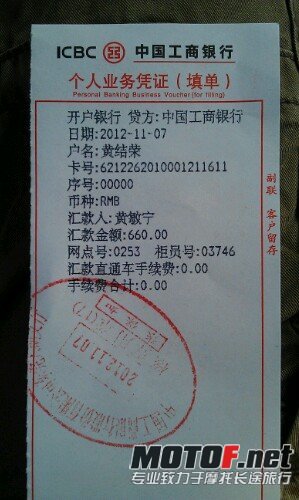 ICBC 中国工商银行
个人业务凭证（填单）
Personal Banking Business Voucher(for filling)
开户银行 贷方:中国工商银行
日期:2012-11-07
户名:黄结荣
卡号:6212262010001211611
序号:00000
币种:RMB
汇款人:黄敏宁
汇款金额:660.00
网点号:0253 柜员号:03746
汇款直通车手续费:0.00
手续费合计:0.00
副联 客户留存
2012.11.07
MOTOF.net
专业致力于摩托长途旅行